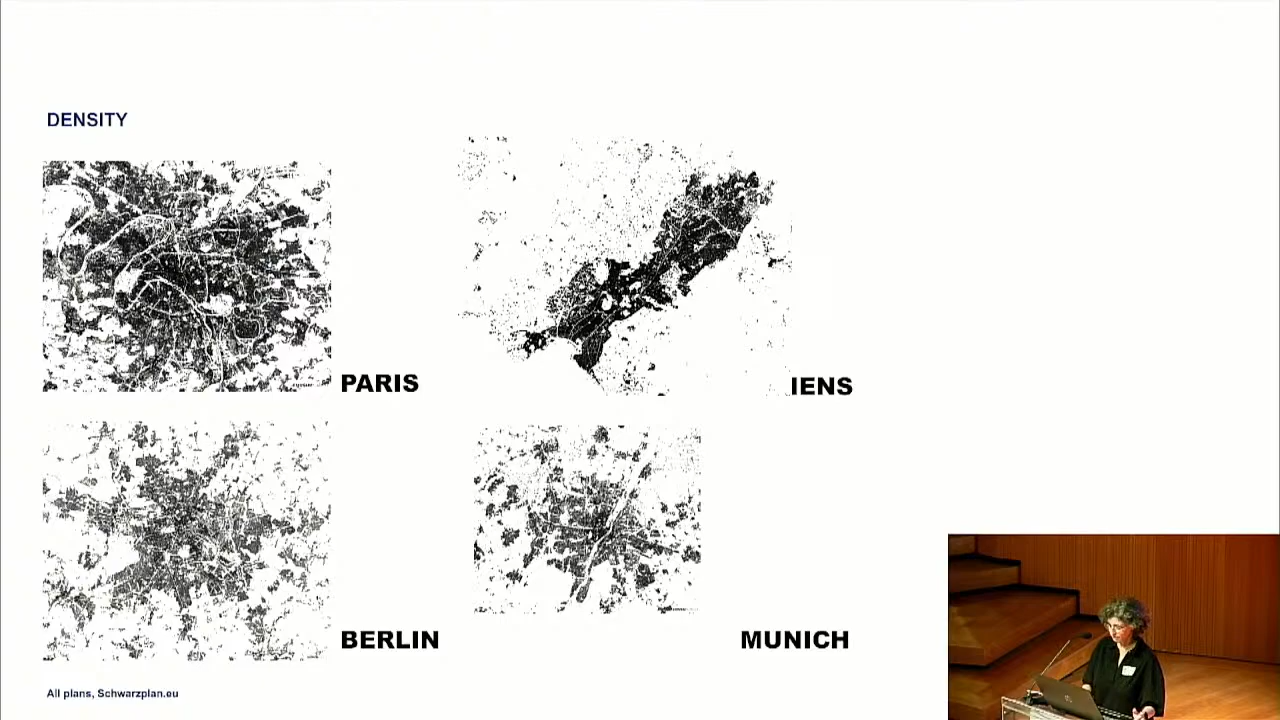 DENSITY
PARIS
IENS
BERLIN
MUNICH
All plans, Schwarzplan.eu